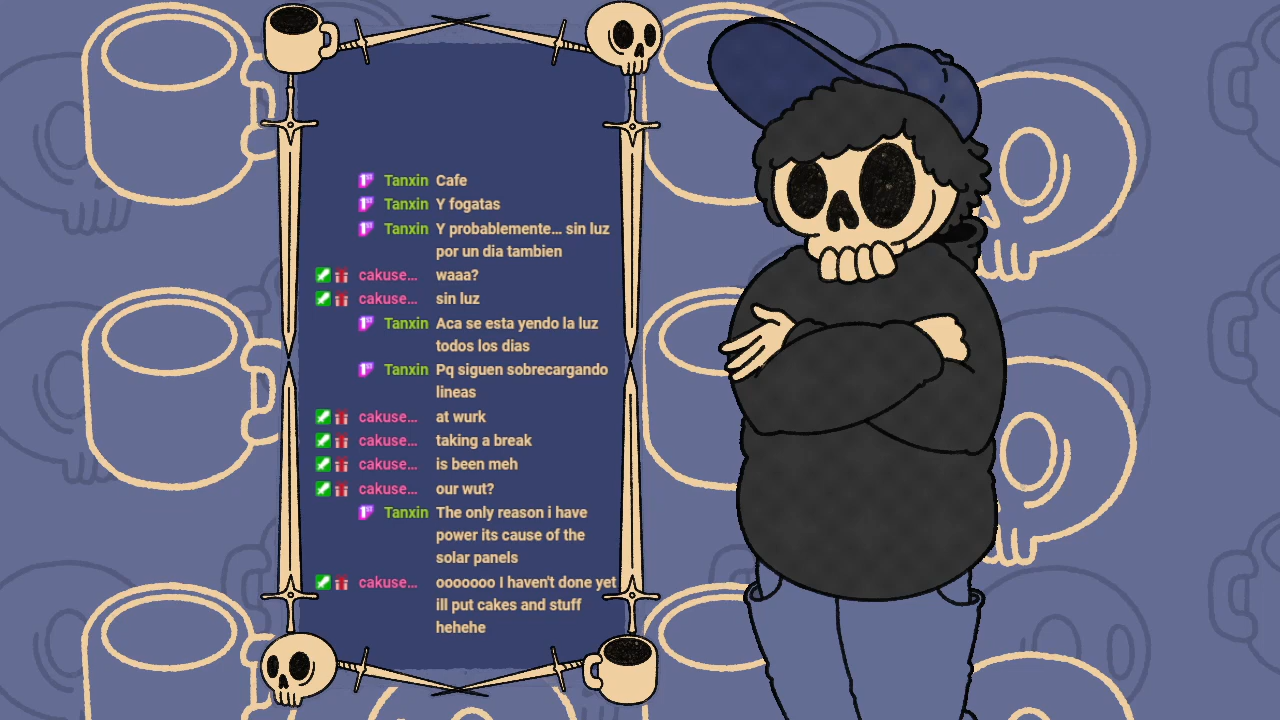 Tanxin Cafe
Tanxin Y fogatas
Tanxin Y probablemente... sin luz
por un dia tambien
cakuse... waaa?
cakuse... sin luz
Tanxin Aca se esta yendo la luz
todos los dias
Tanxin Pq siguen sobrecargando
lineas
cakuse... at wurk
cakuse... taking a break
cakuse... is been meh
cakuse... our wut?
Tanxin The only reason i have
power its cause of the
solar panels
cakuse... ooooooo I haven't done yet
ill put cakes and stuff
hehehe